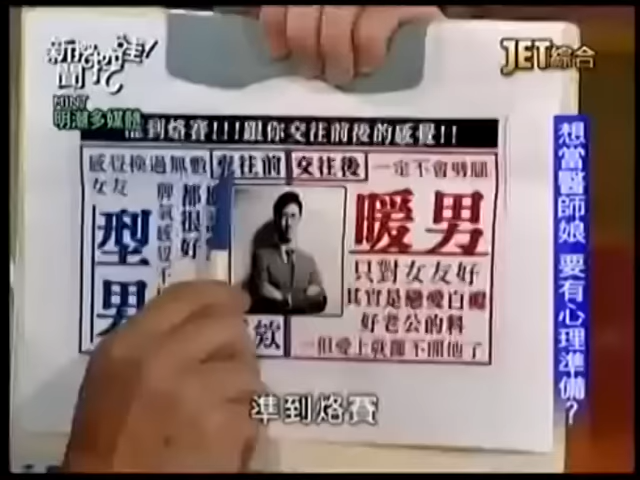 新聞挖挖哇!
JET綜合
MINT
明潮多媒體
準到烙賽!!!跟你交往前後的感覺!!
感覺換過無數
女友
脾氣感覺不
都很好
型男
交往前
交往後
一定不會劈腿
暖男
只對女友好
其實是戀愛白癡
好老公的料
一但愛上就離不開他了
想當醫師娘 要有心理準備?
準到烙賽